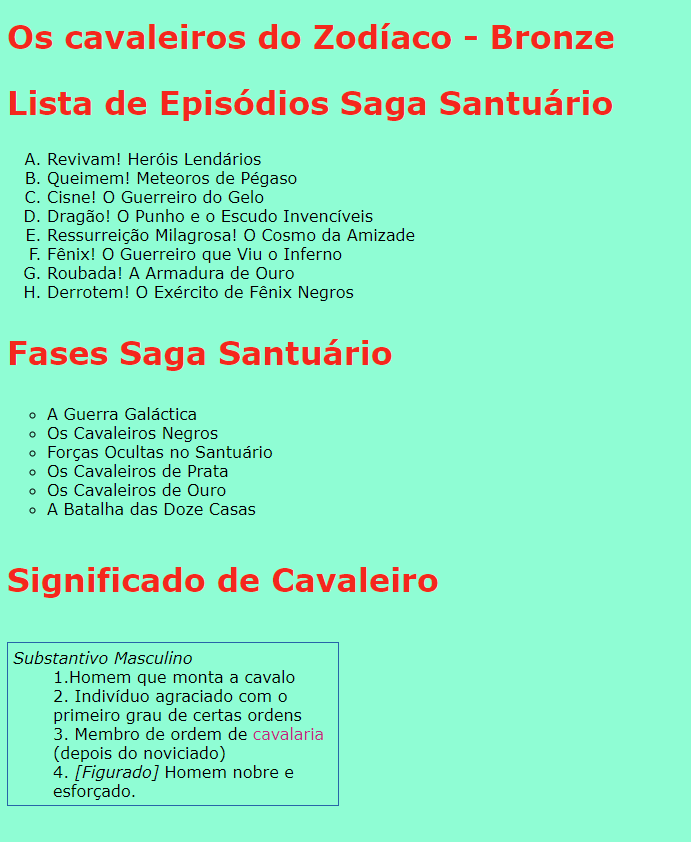 Os cavaleiros do Zodíaco - Bronze
Lista de Episódios Saga Santuário
A. Revivam! Heróis Lendários
B. Queimem! Meteoros de Pégaso
C. Cisne! O Guerreiro do Gelo
D. Dragão! O Punho e o Escudo Invencíveis
E. Ressurreição Milagrosa! O Cosmo da Amizade
F. Fênix! O Guerreiro que Viu o Inferno
G. Roubada! A Armadura de Ouro
H. Derrotem! O Exército de Fênix Negros
Fases Saga Santuário
A Guerra Galáctica
Os Cavaleiros Negros
Forças Ocultas no Santuário
Os Cavaleiros de Prata
Os Cavaleiros de Ouro
A Batalha das Doze Casas
Significado de Cavaleiro
Substantivo Masculino
1.Homem que monta a cavalo
2. Indivíduo agraciado com o
primeiro grau de certas ordens
3. Membro de ordem de cavalaria
(depois do noviciado)
4. [Figurado] Homem nobre e
esforçado.